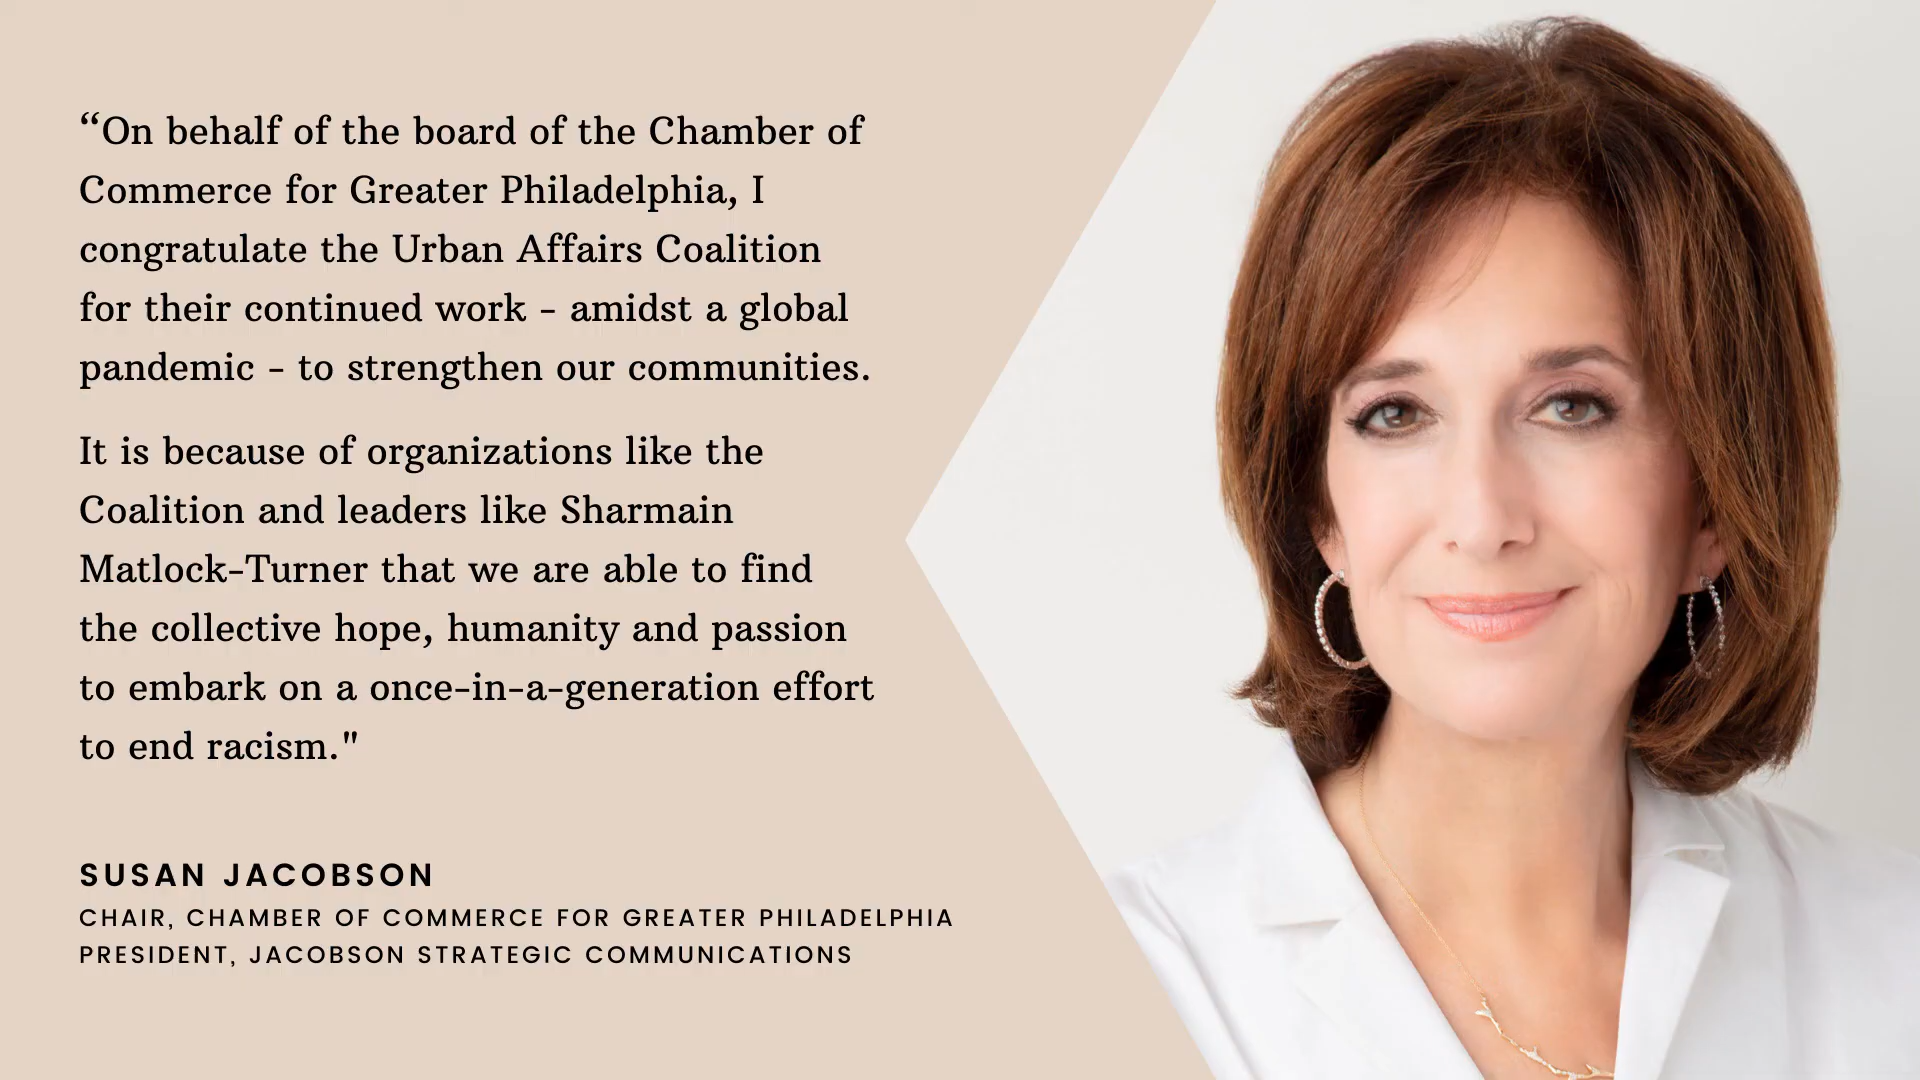 “On behalf of the board of the Chamber of
Commerce for Greater Philadelphia, I
congratulate the Urban Affairs Coalition
for their continued work - amidst a global
pandemic - to strengthen our communities.
It is because of organizations like the
Coalition and leaders like Sharmain
Matlock-Turner that we are able to find
the collective hope, humanity and passion
to embark on a once-in-a-generation effort
to end racism."
SUSAN JACOBSON
CHAIR, CHAMBER OF COMMERCE FOR GREATER PHILADELPHIA
PRESIDENT, JACOBSON STRATEGIC COMMUNICATIONS